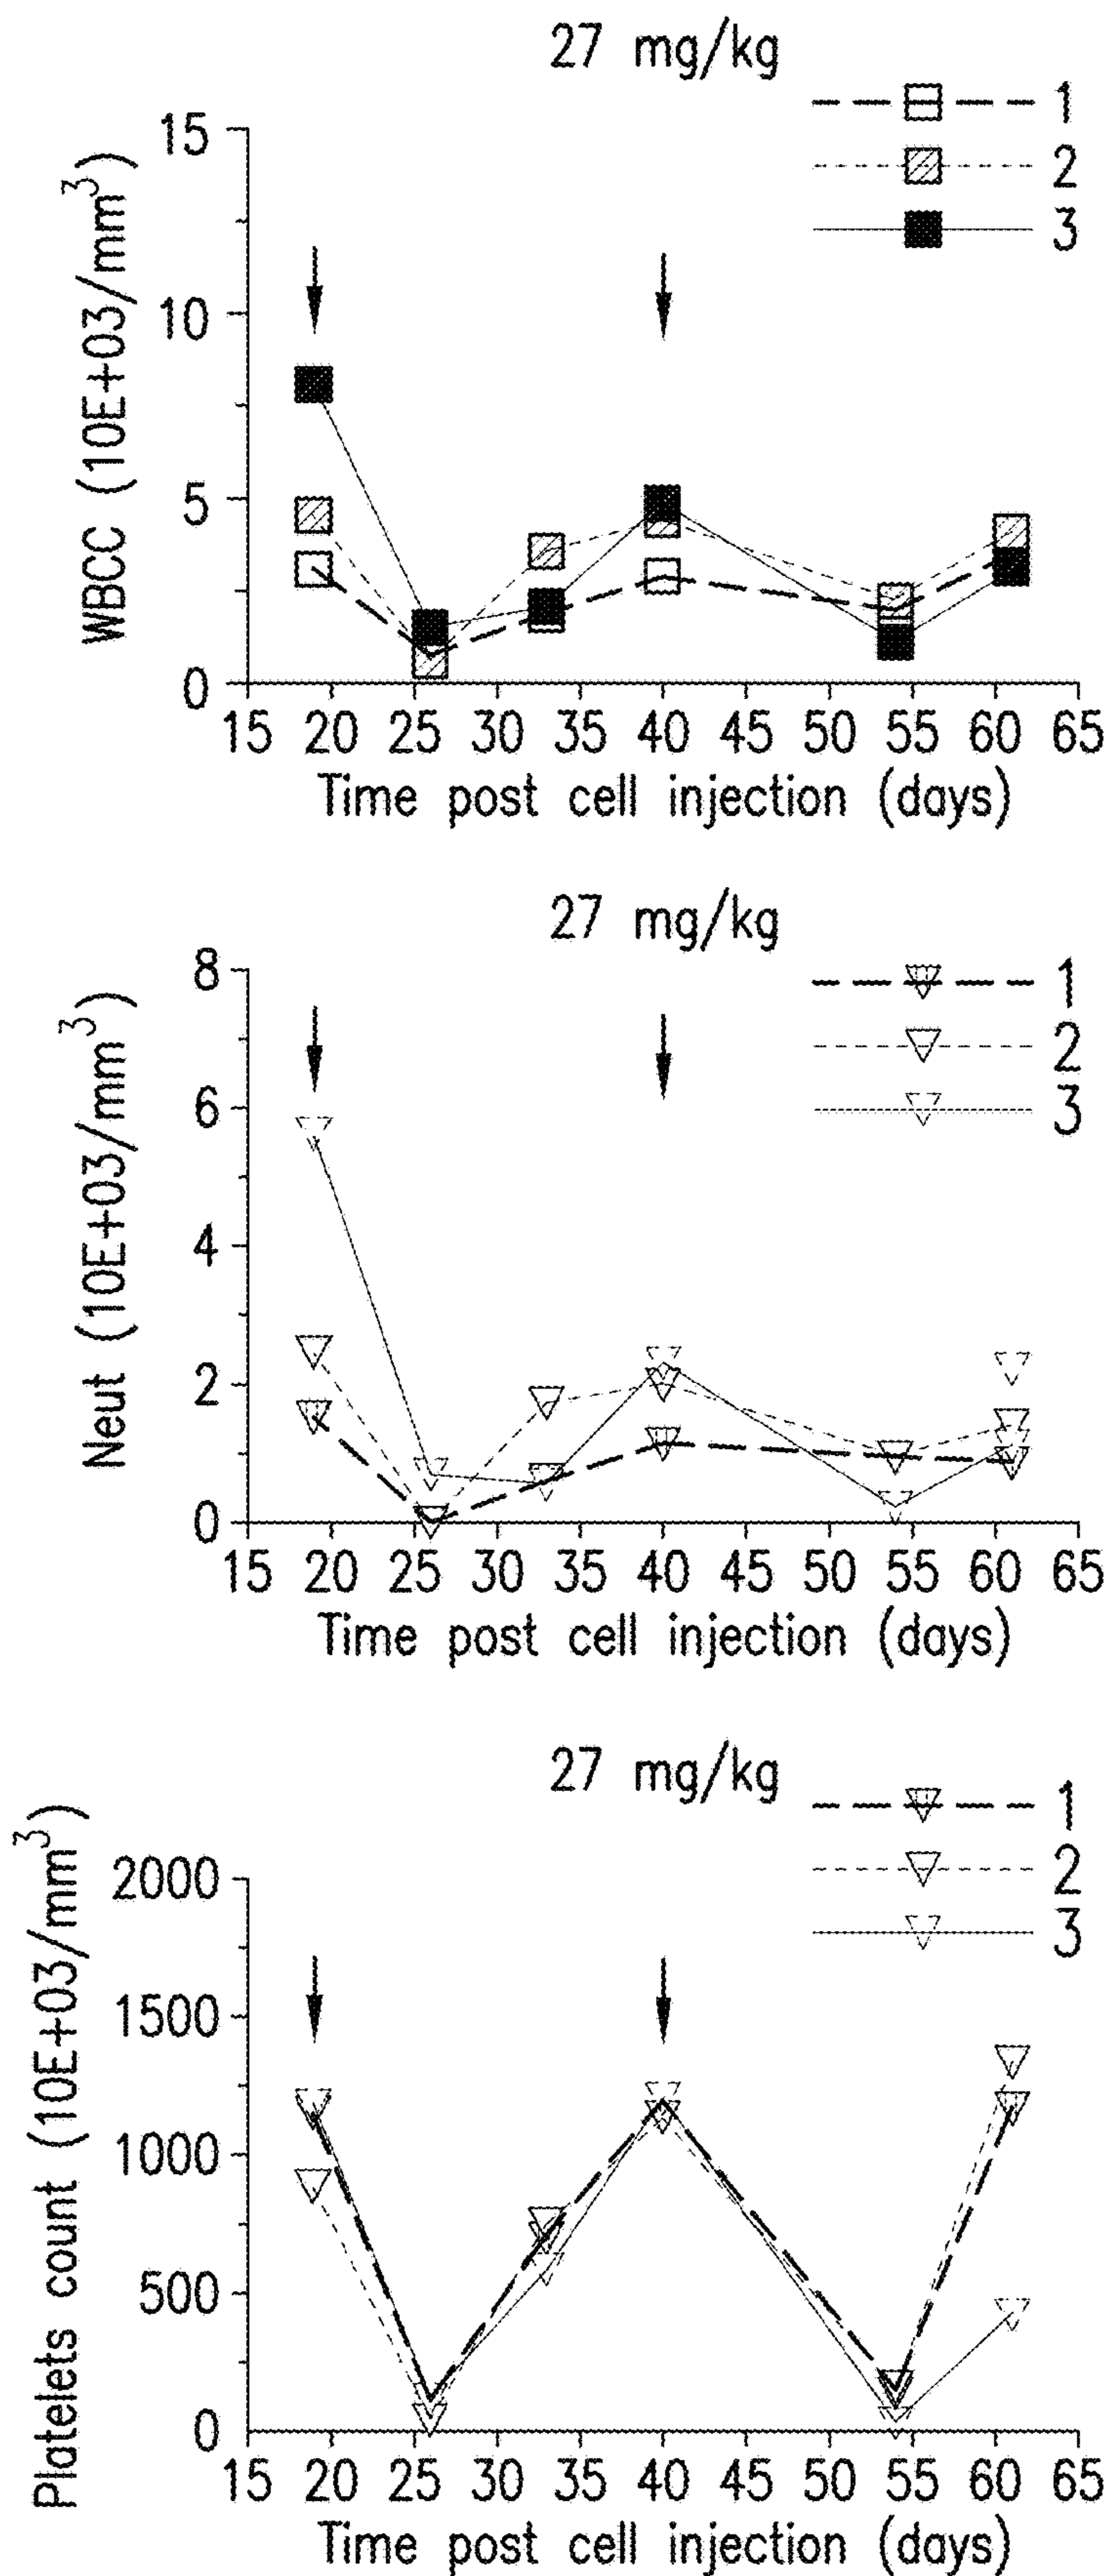 27 mg/kg
1
2
3
WBCC (10E+03/mm³)
15
10
5
0
15 20 25 30 35 40 45 50 55 60 65
Time post cell injection (days)
27 mg/kg
1
2
3
Neut (10E+03/mm³)
8
6
4
2
0
15 20 25 30 35 40 45 50 55 60 65
Time post cell injection (days)
27 mg/kg
1
2
3
Platelets count (10E+03/mm³)
2000
1500
1000
500
0
15 20 25 30 35 40 45 50 55 60 65
Time post cell injection (days)